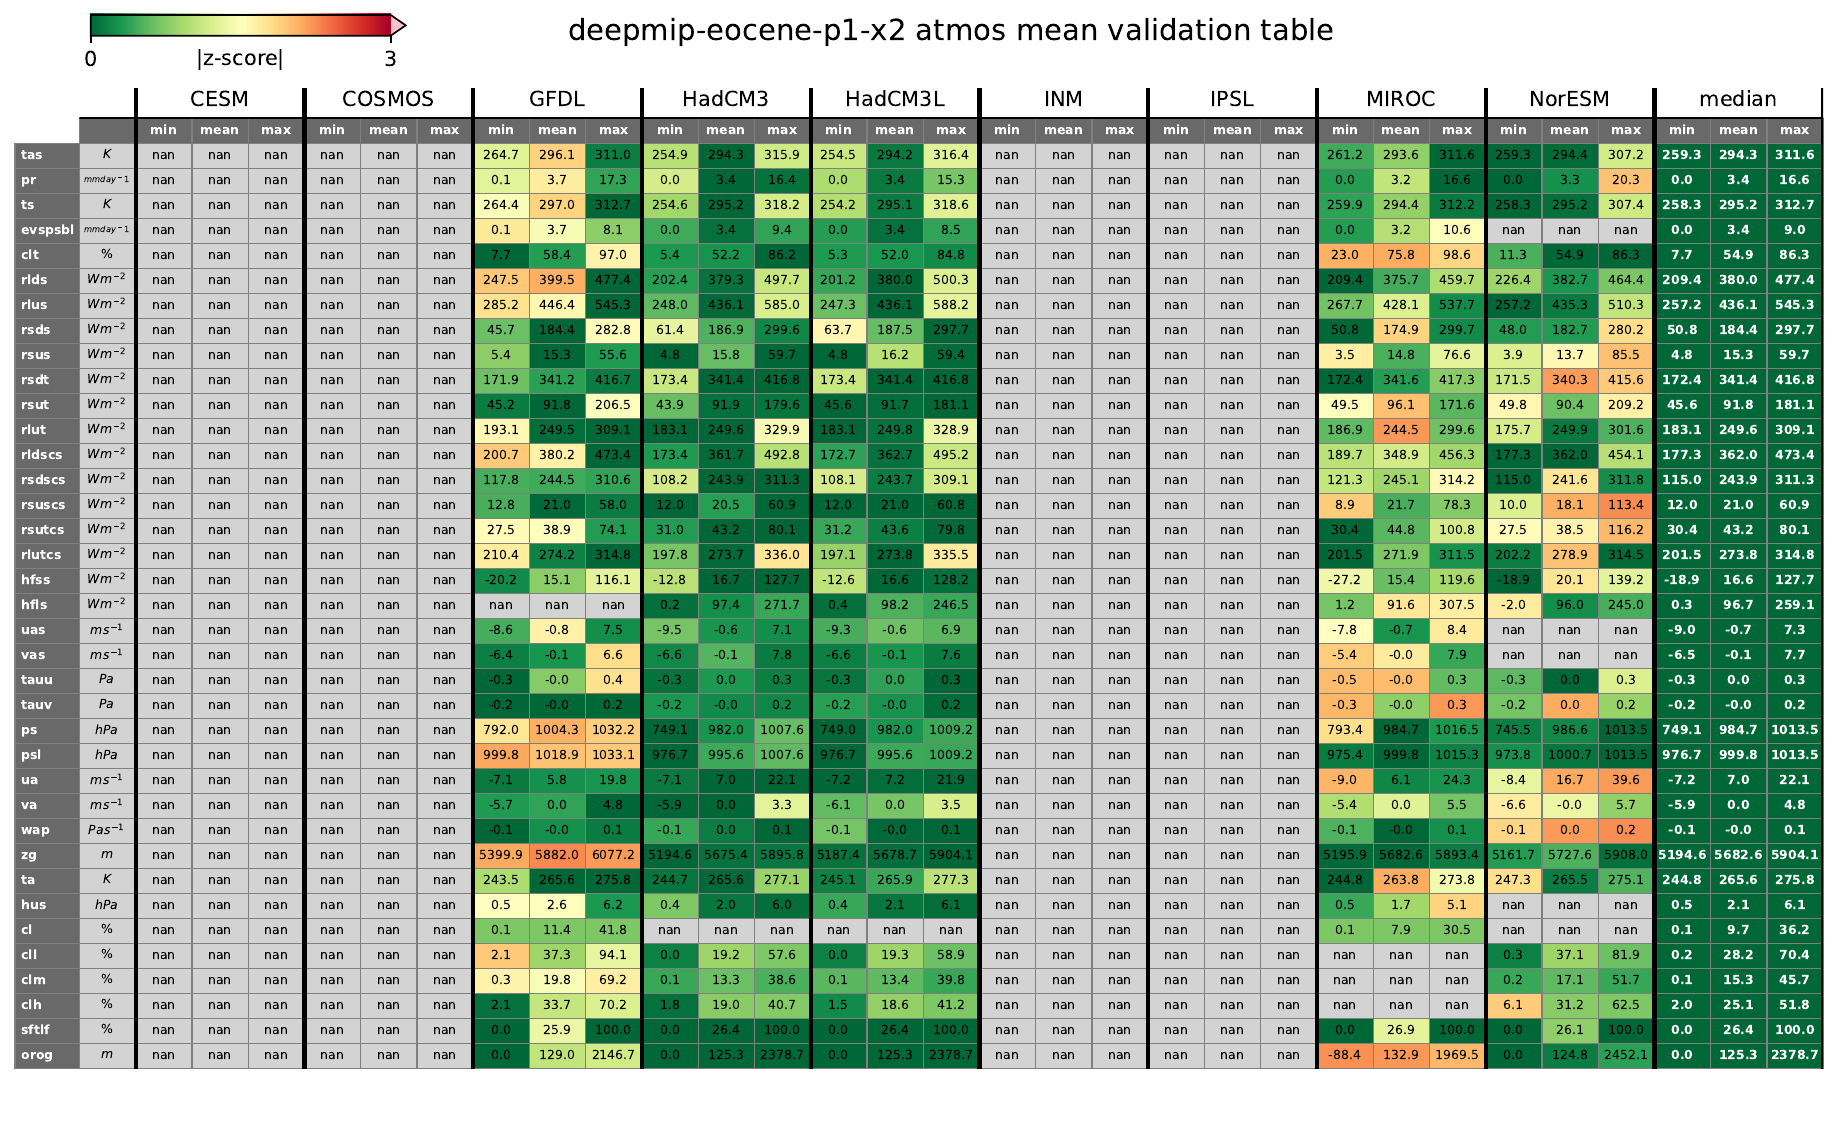 deepmip-eocene-p1-x2 atmos mean validation table
0 |z-score| 3
CESM COSMOS GFDL HadCM3 HadCM3L INM IPSL MIROC NorESM median
min mean max min mean max min mean max min mean max min mean max min mean max min mean max min mean max min mean max min mean max
tas K nan nan nan nan nan nan 264.7 296.1 311.0 254.9 294.3 315.9 254.5 294.2 316.4 nan nan nan nan nan nan 261.2 293.6 311.6 259.3 294.4 307.2 259.3 294.3 311.6
pr mmday−1 nan nan nan nan nan nan 0.1 3.7 17.3 0.0 3.4 16.4 0.0 3.4 15.3 nan nan nan nan nan nan 0.0 3.2 16.6 0.0 3.3 20.3 0.0 3.4 16.6
ts K nan nan nan nan nan nan 264.4 297.0 312.7 254.6 295.2 318.2 254.2 295.1 318.6 nan nan nan nan nan nan 259.9 294.4 312.2 258.3 295.2 307.4 258.3 295.2 312.7
evspsbl mmday−1 nan nan nan nan nan nan 0.1 3.7 8.1 0.0 3.4 9.4 0.0 3.4 8.5 nan nan nan nan nan nan 0.0 3.2 10.6 nan nan nan 0.0 3.4 9.0
clt % nan nan nan nan nan nan 7.7 58.4 97.0 5.4 52.2 86.2 5.3 52.0 84.8 nan nan nan nan nan nan 23.0 75.8 98.6 11.3 54.9 86.3 7.7 54.9 86.3
rlds Wm−2 nan nan nan nan nan nan 247.5 399.5 477.4 202.4 379.3 497.7 201.2 380.0 500.3 nan nan nan nan nan nan 209.4 375.7 459.7 226.4 382.7 464.4 209.4 380.0 477.4
rlus Wm−2 nan nan nan nan nan nan 285.2 446.4 545.3 248.0 436.1 585.0 247.3 436.1 588.2 nan nan nan nan nan nan 267.7 428.1 537.7 257.2 435.3 510.3 257.2 436.1 545.3
rsds Wm−2 nan nan nan nan nan nan 45.7 184.4 282.8 61.4 186.9 299.6 63.7 187.5 297.7 nan nan nan nan nan nan 50.8 174.9 299.7 48.0 182.7 280.2 50.8 184.4 297.7
rsus Wm−2 nan nan nan nan nan nan 5.4 15.3 55.6 4.8 15.8 59.7 4.8 16.2 59.4 nan nan nan nan nan nan 3.5 14.8 76.6 3.9 13.7 85.5 4.8 15.3 59.7
rsdt Wm−2 nan nan nan nan nan nan 171.9 341.2 416.7 173.4 341.4 416.8 173.4 341.4 416.8 nan nan nan nan nan nan 172.4 341.6 417.3 171.5 340.3 415.6 172.4 341.4 416.8
rsut Wm−2 nan nan nan nan nan nan 45.2 91.8 206.5 43.9 91.9 179.6 45.6 91.7 181.1 nan nan nan nan nan nan 49.5 96.1 171.6 49.8 90.4 209.2 45.6 91.8 181.1
rlut Wm−2 nan nan nan nan nan nan 193.1 249.5 309.1 183.1 249.6 329.9 183.1 249.8 328.9 nan nan nan nan nan nan 186.9 244.5 299.6 175.7 249.9 301.6 183.1 249.6 309.1
rldscs Wm−2 nan nan nan nan nan nan 200.7 380.2 473.4 173.4 361.7 492.8 172.7 362.7 495.2 nan nan nan nan nan nan 189.7 348.9 456.3 177.3 362.0 454.1 177.3 362.0 473.4
rsdscs Wm−2 nan nan nan nan nan nan 117.8 244.5 310.6 108.2 243.9 311.3 108.1 243.7 309.1 nan nan nan nan nan nan 121.3 245.1 314.2 115.0 241.6 311.8 115.0 243.9 311.3
rsuscs Wm−2 nan nan nan nan nan nan 12.8 21.0 58.0 12.0 20.5 60.9 12.0 21.0 60.8 nan nan nan nan nan nan 8.9 21.7 78.3 10.0 18.1 113.4 12.0 21.0 60.9
rsutcs Wm−2 nan nan nan nan nan nan 27.5 38.9 74.1 31.0 43.2 80.1 31.2 43.6 79.8 nan nan nan nan nan nan 30.4 44.8 100.8 27.5 38.5 116.2 30.4 43.2 80.1
rlutcs Wm−2 nan nan nan nan nan nan 210.4 274.2 314.8 197.8 273.7 336.0 197.1 273.8 335.5 nan nan nan nan nan nan 201.5 271.9 311.5 202.2 278.9 314.5 201.5 273.8 314.8
hfss Wm−2 nan nan nan nan nan nan -20.2 15.1 116.1 -12.8 16.7 127.7 -12.6 16.6 128.2 nan nan nan nan nan nan -27.2 15.4 119.6 -18.9 20.1 139.2 -18.9 16.6 127.7
hfls Wm−2 nan nan nan nan nan nan nan nan nan 0.2 97.4 271.7 0.4 98.2 246.5 nan nan nan nan nan nan 1.2 91.6 307.5 -2.0 96.0 245.0 0.3 96.7 259.1
uas ms−1 nan nan nan nan nan nan -8.6 -0.8 7.5 -9.5 -0.6 7.1 -9.3 -0.6 6.9 nan nan nan nan nan nan -7.8 -0.7 8.4 nan nan nan -9.0 -0.7 7.3
vas ms−1 nan nan nan nan nan nan -6.4 -0.1 6.6 -6.6 -0.1 7.8 -6.6 -0.1 7.6 nan nan nan nan nan nan -5.4 -0.0 7.9 nan nan nan -6.5 -0.1 7.7
tauu Pa nan nan nan nan nan nan -0.3 -0.0 0.4 -0.3 0.0 0.3 -0.3 0.0 0.3 nan nan nan nan nan nan -0.5 -0.0 0.3 -0.3 0.0 0.3 -0.3 0.0 0.3
tauv Pa nan nan nan nan nan nan -0.2 -0.0 0.2 -0.2 -0.0 0.2 -0.2 -0.0 0.2 nan nan nan nan nan nan -0.3 -0.0 0.3 -0.2 0.0 0.2 -0.2 -0.0 0.2
ps hPa nan nan nan nan nan nan 792.0 1004.3 1032.2 749.1 982.0 1007.6 749.0 982.0 1009.2 nan nan nan nan nan nan 793.4 984.7 1016.5 745.5 986.6 1013.5 749.1 984.7 1013.5
psl hPa nan nan nan nan nan nan 999.8 1018.9 1033.1 976.7 995.6 1007.6 976.7 995.6 1009.2 nan nan nan nan nan nan 975.4 999.8 1015.3 973.8 1000.7 1013.5 976.7 999.8 1013.5
ua ms−1 nan nan nan nan nan nan -7.1 5.8 19.8 -7.1 7.0 22.1 -7.2 7.2 21.9 nan nan nan nan nan nan -9.0 6.1 24.3 -8.4 16.7 39.6 -7.2 7.0 22.1
va ms−1 nan nan nan nan nan nan -5.7 0.0 4.8 -5.9 0.0 3.3 -6.1 0.0 3.5 nan nan nan nan nan nan -5.4 0.0 5.5 -6.6 -0.0 5.7 -5.9 0.0 4.8
wap Pas−1 nan nan nan nan nan nan -0.1 -0.0 0.1 -0.1 0.0 0.1 -0.1 -0.0 0.1 nan nan nan nan nan nan -0.1 -0.0 0.1 -0.1 0.0 0.2 -0.1 -0.0 0.1
zg m nan nan nan nan nan nan 5399.9 5882.0 6077.2 5194.6 5675.4 5895.8 5187.4 5678.7 5904.1 nan nan nan nan nan nan 5195.9 5682.6 5893.4 5161.7 5727.6 5908.0 5194.6 5682.6 5904.1
ta K nan nan nan nan nan nan 243.5 265.6 275.8 244.7 265.6 277.1 245.1 265.9 277.3 nan nan nan nan nan nan 244.8 263.8 273.8 247.3 265.5 275.1 244.8 265.6 275.8
hus hPa nan nan nan nan nan nan 0.5 2.6 6.2 0.4 2.0 6.0 0.4 2.1 6.1 nan nan nan nan nan nan 0.5 1.7 5.1 nan nan nan 0.5 2.1 6.1
cl % nan nan nan nan nan nan 0.1 11.4 41.8 nan nan nan nan nan nan nan nan nan nan nan nan 0.1 7.9 30.5 nan nan nan 0.1 9.7 36.2
cll % nan nan nan nan nan nan 2.1 37.3 94.1 0.0 19.2 57.6 0.0 19.3 58.9 nan nan nan nan nan nan nan nan nan 0.3 37.1 81.9 0.2 28.2 70.4
clm % nan nan nan nan nan nan 0.3 19.8 69.2 0.1 13.3 38.6 0.1 13.4 39.8 nan nan nan nan nan nan nan nan nan 0.2 17.1 51.7 0.1 15.3 45.7
clh % nan nan nan nan nan nan 2.1 33.7 70.2 1.8 19.0 40.7 1.5 18.6 41.2 nan nan nan nan nan nan nan nan nan 6.1 31.2 62.5 2.0 25.1 51.8
sftlf % nan nan nan nan nan nan 0.0 25.9 100.0 0.0 26.4 100.0 0.0 26.4 100.0 nan nan nan nan nan nan 0.0 26.9 100.0 0.0 26.1 100.0 0.0 26.4 100.0
orog m nan nan nan nan nan nan 0.0 129.0 2146.7 0.0 125.3 2378.7 0.0 125.3 2378.7 nan nan nan nan nan nan -88.4 132.9 1969.5 0.0 124.8 2452.1 0.0 125.3 2378.7